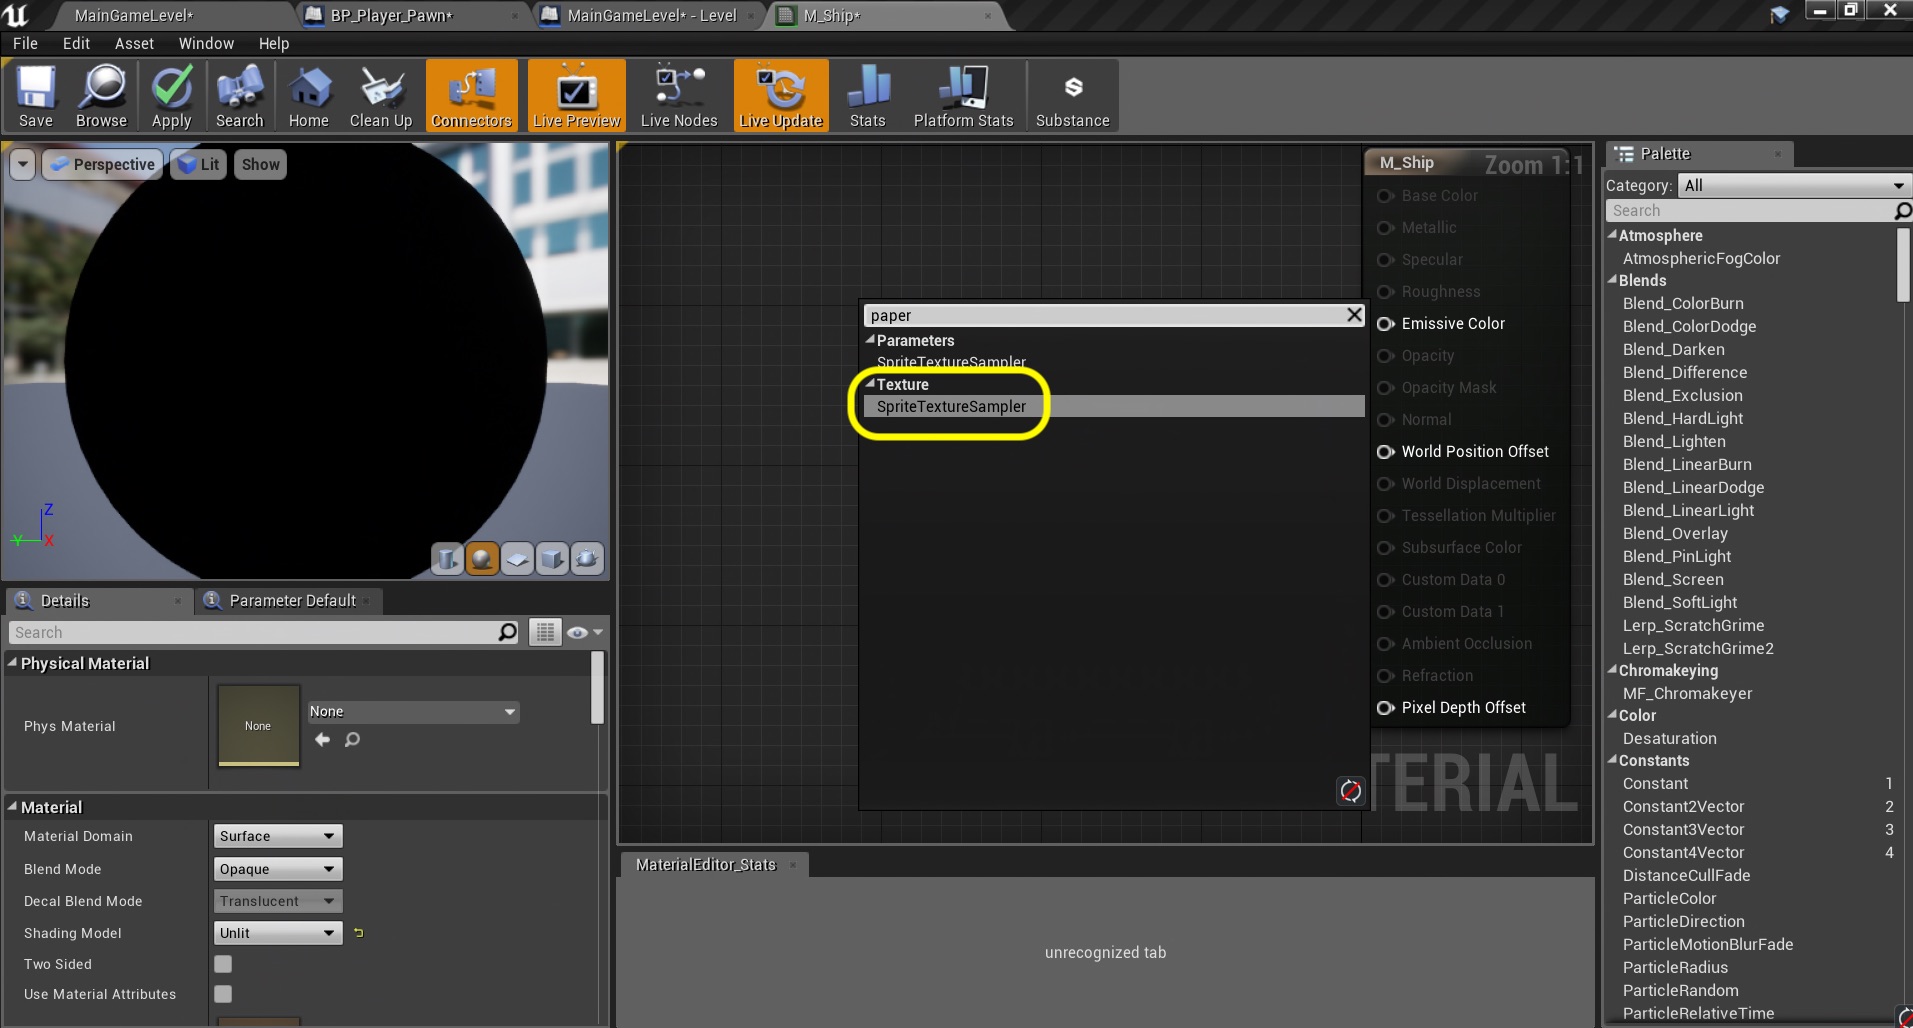 MainGameLevel*
BP_Player_Pawn*
MainGameLevel* - Level
M_Ship*
File Edit Asset Window Help
Save Browse Apply Search Home Clean Up Connectors Live Preview Live Nodes Live Update Stats Platform Stats Substance
Perspective Lit Show
Z
Y X
Details
Parameter Default
Search
Physical Material
Phys Material
None
None
Material
Material Domain Surface
Blend Mode Opaque
Decal Blend Mode Translucent
Shading Model Unlit
Two Sided
Use Material Attributes
M_Ship
Zoom 1:1
Base Color
Metallic
Specular
Roughness
Emissive Color
Opacity
Opacity Mask
Normal
World Position Offset
World Displacement
Tessellation Multiplier
Subsurface Color
Custom Data 0
Custom Data 1
Ambient Occlusion
Refraction
Pixel Depth Offset
paper
Parameters
SpriteTextureSampler
Texture
SpriteTextureSampler
TERIAL
MaterialEditor_Stats
unrecognized tab
Palette
Category: All
Search
Atmosphere
AtmosphericFogColor
Blends
Blend_ColorBurn
Blend_ColorDodge
Blend_Darken
Blend_Difference
Blend_Exclusion
Blend_HardLight
Blend_Lighten
Blend_LinearBurn
Blend_LinearDodge
Blend_LinearLight
Blend_Overlay
Blend_PinLight
Blend_Screen
Blend_SoftLight
Lerp_ScratchGrime
Lerp_ScratchGrime2
Chromakeying
MF_Chromakeyer
Color
Desaturation
Constants
Constant 1
Constant2Vector 2
Constant3Vector 3
Constant4Vector 4
DistanceCullFade
ParticleColor
ParticleDirection
ParticleMotionBlurFade
ParticleRadius
ParticleRandom
ParticleRelativeTime